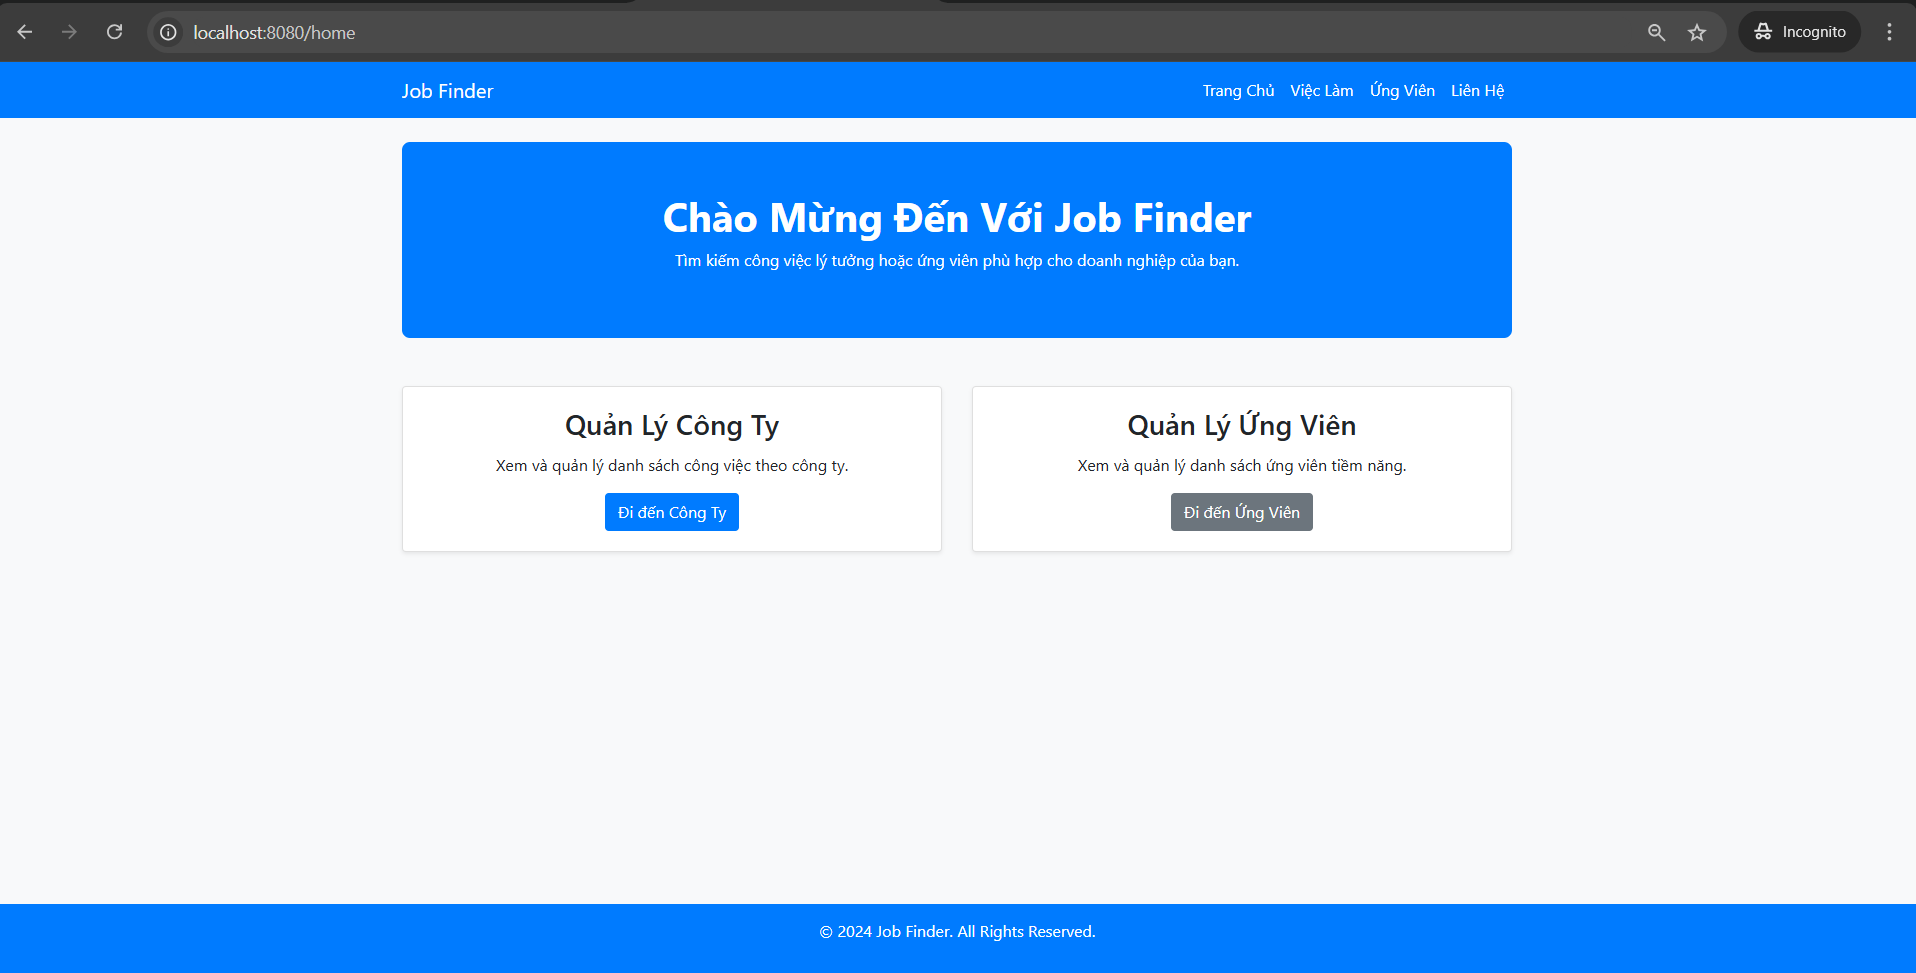 localhost:8080/home
Incognito
Job Finder
Trang Chủ Việc Làm Ứng Viên Liên Hệ
Chào Mừng Đến Với Job Finder
Tìm kiếm công việc lý tưởng hoặc ứng viên phù hợp cho doanh nghiệp của bạn.
Quản Lý Công Ty
Xem và quản lý danh sách công việc theo công ty.
Đi đến Công Ty
Quản Lý Ứng Viên
Xem và quản lý danh sách ứng viên tiềm năng.
Đi đến Ứng Viên
© 2024 Job Finder. All Rights Reserved.